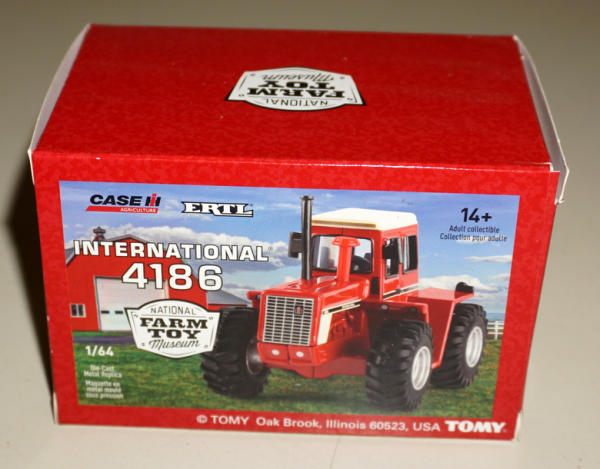 NATIONAL
FARM
TOY
Museum
CASE IH
AGRICULTURE
ERTL
14+
Adult collectible
Collection pour adulte
INTERNATIONAL
4186
NATIONAL
FARM
TOY
Museum
1/64
Die-Cast
Metal Replica
Maquette en
métal moulé
sous pression
© TOMY Oak Brook, Illinois 60523, USA TOMY